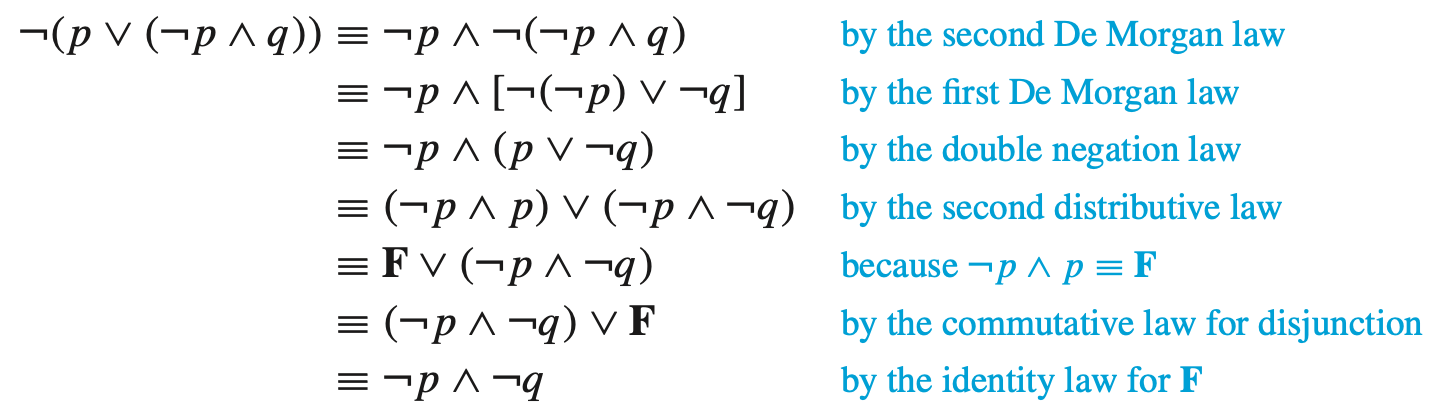 ¬(p ∨ (¬p ∧ q)) ≡ ¬p ∧ ¬(¬p ∧ q) by the second De Morgan law
≡ ¬p ∧ [¬(¬p) ∨ ¬q] by the first De Morgan law
≡ ¬p ∧ (p ∨ ¬q) by the double negation law
≡ (¬p ∧ p) ∨ (¬p ∧ ¬q) by the second distributive law
≡ F ∨ (¬p ∧ ¬q) because ¬p ∧ p ≡ F
≡ (¬p ∧ ¬q) ∨ F by the commutative law for disjunction
≡ ¬p ∧ ¬q by the identity law for F